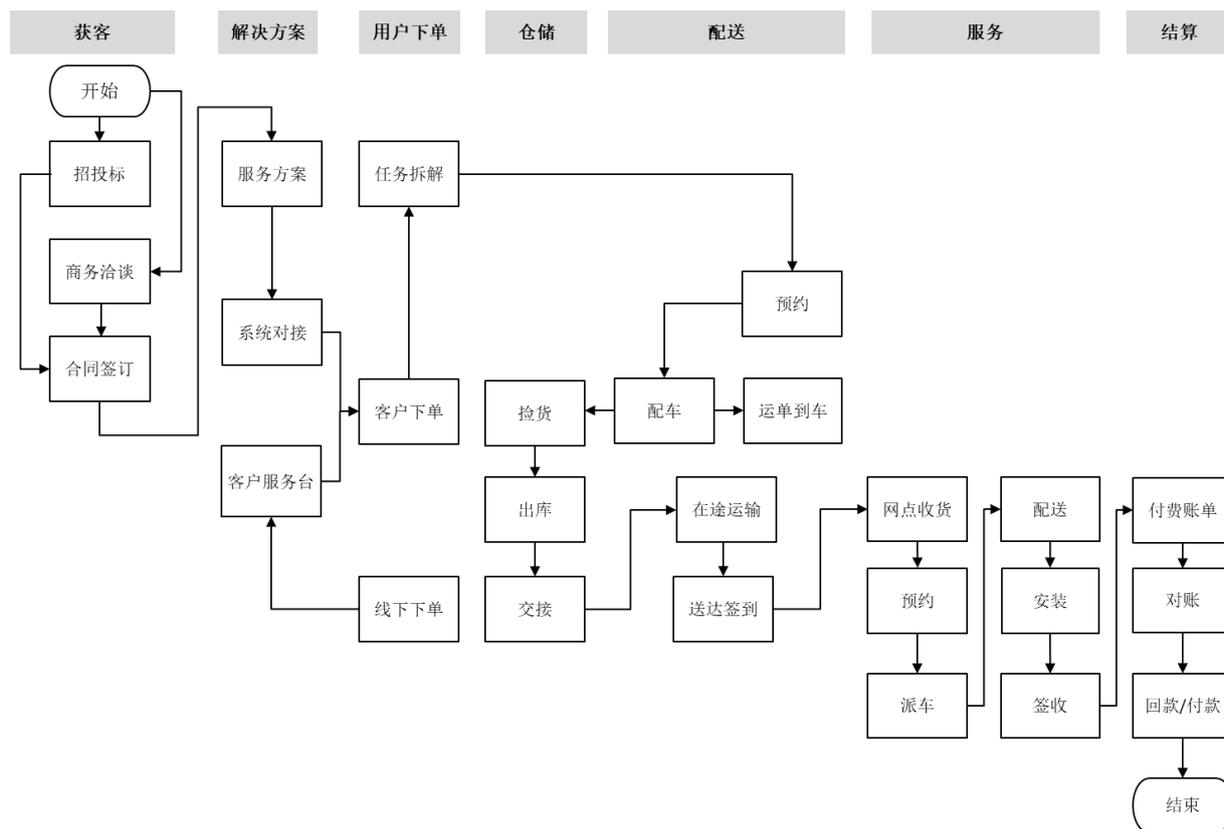 获客
解决方案
用户下单
仓储
配送
服务
结算
开始
招投标
商务洽谈
合同签订
服务方案
系统对接
客户服务台
任务拆解
客户下单
线下下单
捡货
出库
交接
预约
配车
运单到车
在途运输
送达签到
网点收货
预约
派车
配送
安装
签收
付费账单
对账
回款/付款
结束